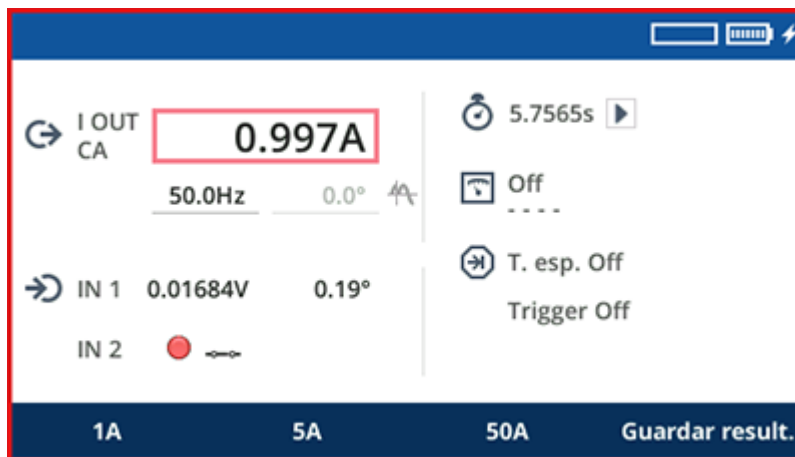 I OUT
CA
0.997A
50.0Hz
0.0°
IN 1
0.01684V
0.19°
IN 2
5.7565s
Off
- - - -
T. esp. Off
Trigger Off
1A
5A
50A
Guardar result.